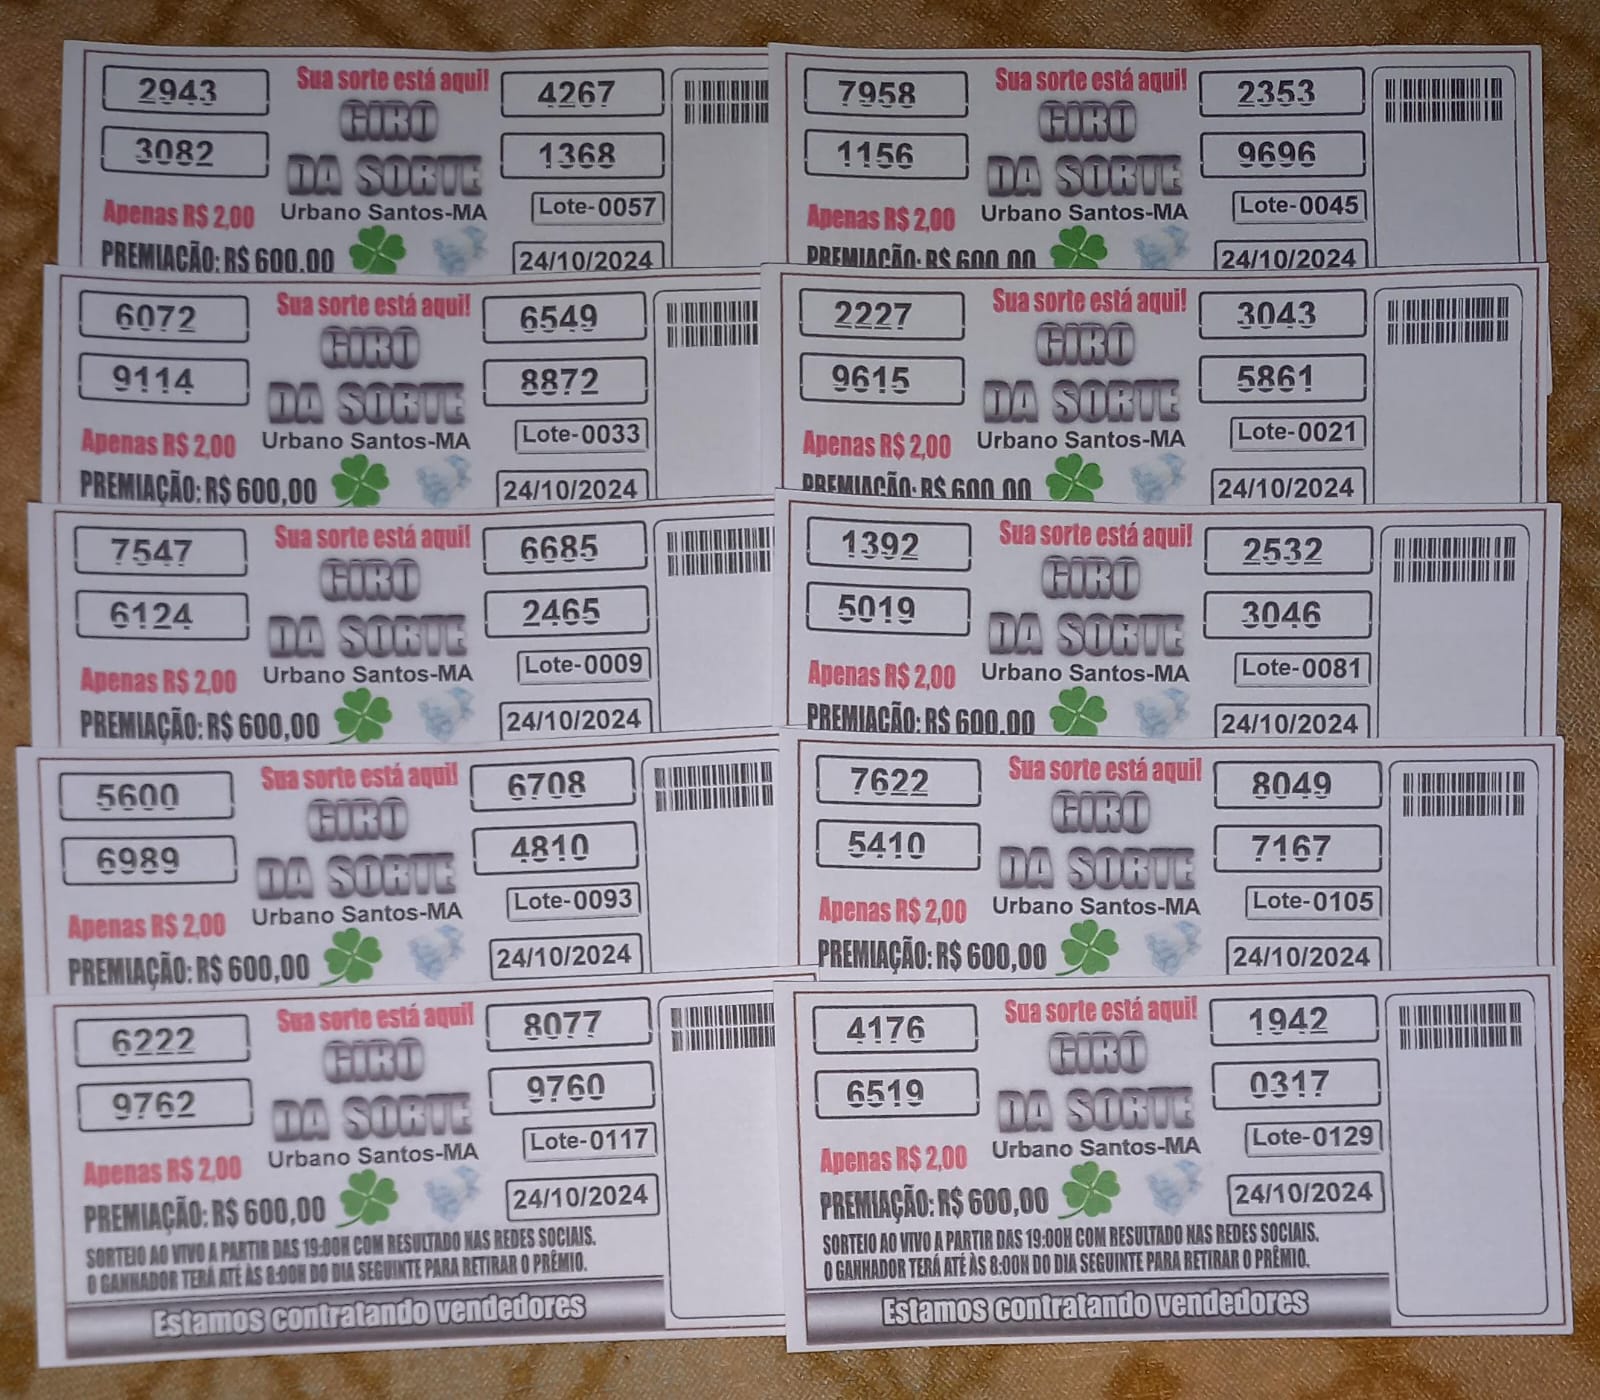 2943
Sua sorte está aqui!
4267
GIRO
3082
1368
DA SORTE
Apenas R$ 2,00
Urbano Santos-MA
Lote-0057
PREMIAÇÃO: R$ 600,00
24/10/2024
7958
Sua sorte está aqui!
2353
GIRO
1156
9696
DA SORTE
Apenas R$ 2,00
Urbano Santos-MA
Lote-0045
PREMIAÇÃO: R$ 600,00
24/10/2024
6072
Sua sorte está aqui!
6549
GIRO
9114
8872
DA SORTE
Apenas R$ 2,00
Urbano Santos-MA
Lote-0033
PREMIAÇÃO: R$ 600,00
24/10/2024
2227
Sua sorte está aqui!
3043
GIRO
9615
5861
DA SORTE
Apenas R$ 2,00
Urbano Santos-MA
Lote-0021
PREMIAÇÃO: R$ 600,00
24/10/2024
7547
Sua sorte está aqui!
6685
GIRO
6124
2465
DA SORTE
Apenas R$ 2,00
Urbano Santos-MA
Lote-0009
PREMIAÇÃO: R$ 600,00
24/10/2024
1392
Sua sorte está aqui!
2532
GIRO
5019
3046
DA SORTE
Apenas R$ 2,00
Urbano Santos-MA
Lote-0081
PREMIAÇÃO: R$ 600,00
24/10/2024
5600
Sua sorte está aqui!
6708
GIRO
6989
4810
DA SORTE
Apenas R$ 2,00
Urbano Santos-MA
Lote-0093
PREMIAÇÃO: R$ 600,00
24/10/2024
7622
Sua sorte está aqui!
8049
GIRO
5410
7167
DA SORTE
Apenas R$ 2,00
Urbano Santos-MA
Lote-0105
PREMIAÇÃO: R$ 600,00
24/10/2024
6222
Sua sorte está aqui!
8077
GIRO
9762
9760
DA SORTE
Apenas R$ 2,00
Urbano Santos-MA
Lote-0117
PREMIAÇÃO: R$ 600,00
24/10/2024
SORTEIO AO VIVO A PARTIR DAS 19:00H COM RESULTADO NAS REDES SOCIAIS.
O GANHADOR TERÁ ATÉ ÀS 8:00H DO DIA SEGUINTE PARA RETIRAR O PRÊMIO.
Estamos contratando vendedores
4176
Sua sorte está aqui!
1942
GIRO
6519
0317
DA SORTE
Apenas R$ 2,00
Urbano Santos-MA
Lote-0129
PREMIAÇÃO: R$ 600,00
24/10/2024
SORTEIO AO VIVO A PARTIR DAS 19:00H COM RESULTADO NAS REDES SOCIAIS.
O GANHADOR TERÁ ATÉ ÀS 8:00H DO DIA SEGUINTE PARA RETIRAR O PRÊMIO.
Estamos contratando vendedores